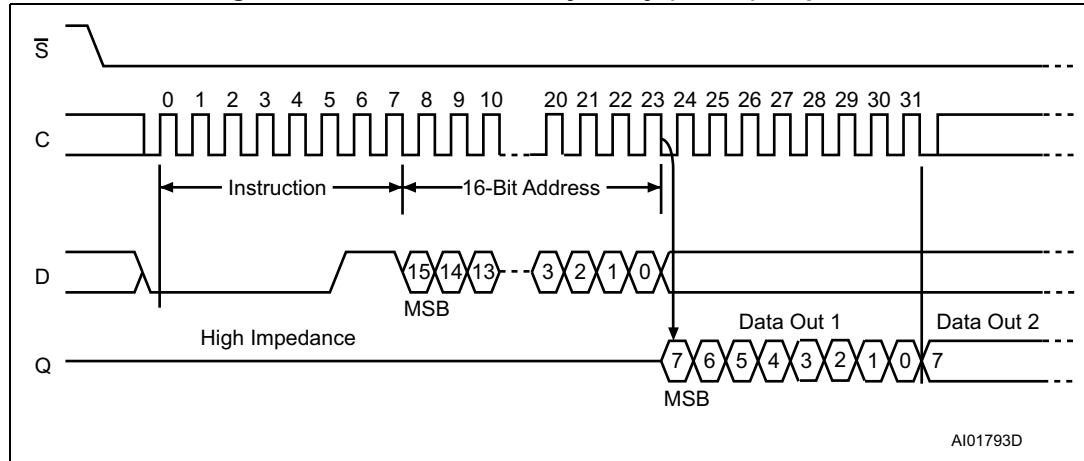 S
0 1 2 3 4 5 6 7 8 9 10 20 21 22 23 24 25 26 27 28 29 30 31
C
Instruction 16-Bit Address
D 15 14 13 3 2 1 0
MSB
High Impedance Data Out 1 Data Out 2
Q 7 6 5 4 3 2 1 0 7
MSB
AI01793D